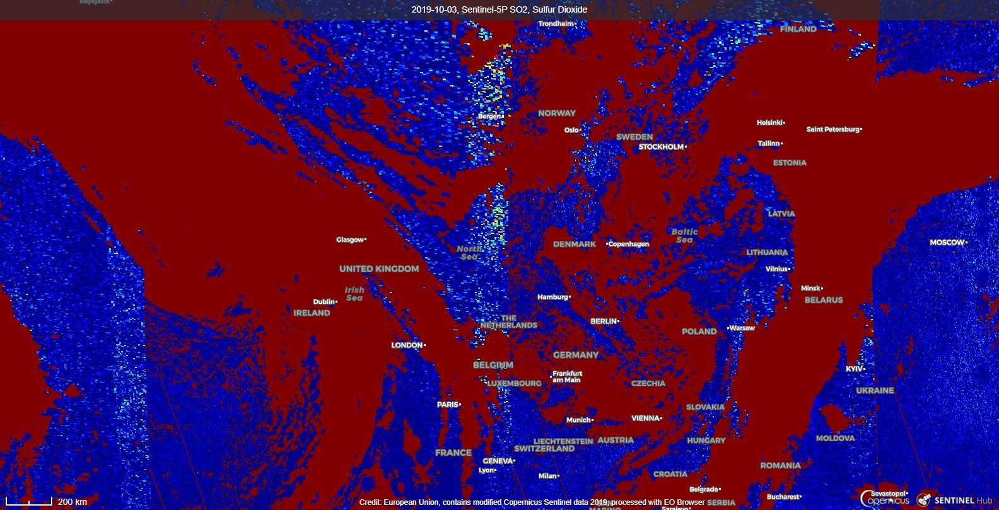 Reykjavik
2019-10-03, Sentinel-5P SO2, Sulfur Dioxide
Trondheim
FINLAND
Bergen
NORWAY
Helsinki
Oslo
Saint Petersburg
SWEDEN
STOCKHOLM
Tallinn
ESTONIA
LATVIA
Baltic
Sea
Glasgow
DENMARK
Copenhagen
MOSCOW
North
Sea
LITHUANIA
UNITED KINGDOM
Vilnius
Irish
Sea
Minsk
Hamburg
BELARUS
Dublin
IRELAND
THE
NETHERLANDS
BERLIN
Warsaw
POLAND
LONDON
GERMANY
BELGIUM
KYIV
Frankfurt
am Main
LUXEMBOURG
CZECHIA
UKRAINE
PARIS
SLOVAKIA
Munich
VIENNA
MOLDOVA
LIECHTENSTEIN
AUSTRIA
HUNGARY
SWITZERLAND
FRANCE
GENEVA
ROMANIA
Lyon
Milan
CROATIA
Belgrade
Sevastopol
Bucharest
opernicus
SENTINEL Hub
200 km
Credit: European Union, contains modified Copernicus Sentinel data 2019, processed with EO Browser
SERBIA
Sarajevo
MARINO